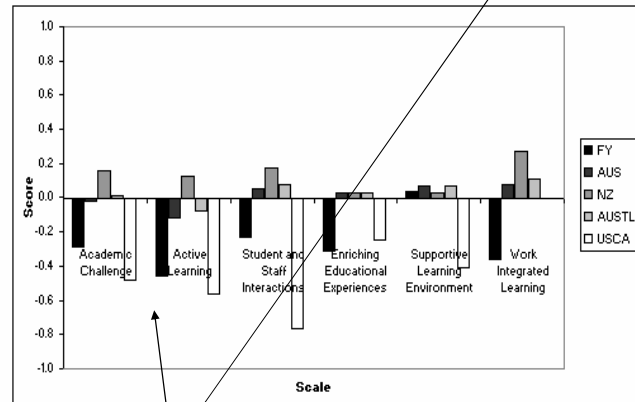 1.0
0.8
0.6
0.4
0.2
0.0
-0.2
-0.4
-0.6
-0.8
-1.0
Score
Academic
Challenge
Active
Learning
Student and
Staff
Interactions
Enriching
Educational
Experiences
Supportive
Learning
Environment
Work
Integrated
Learning
Scale
FY
AUS
NZ
AUSTL
USCA